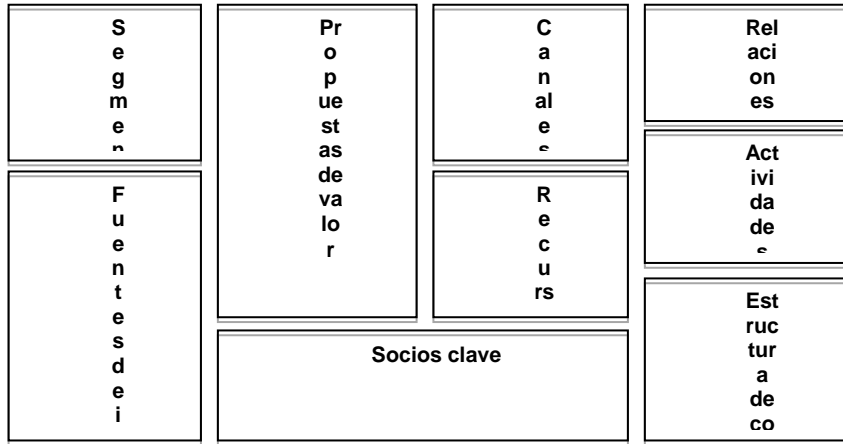 S
e
g
m
e
n
Pr
o
p
ue
st
as
de
va
lo
r
C
a
n
al
e
s
Rel
aci
on
es
Act
ivi
da
de
s
F
u
e
n
t
e
s
d
e
i
R
e
c
u
rs
Est
ruc
tur
a
de
co
Socios clave